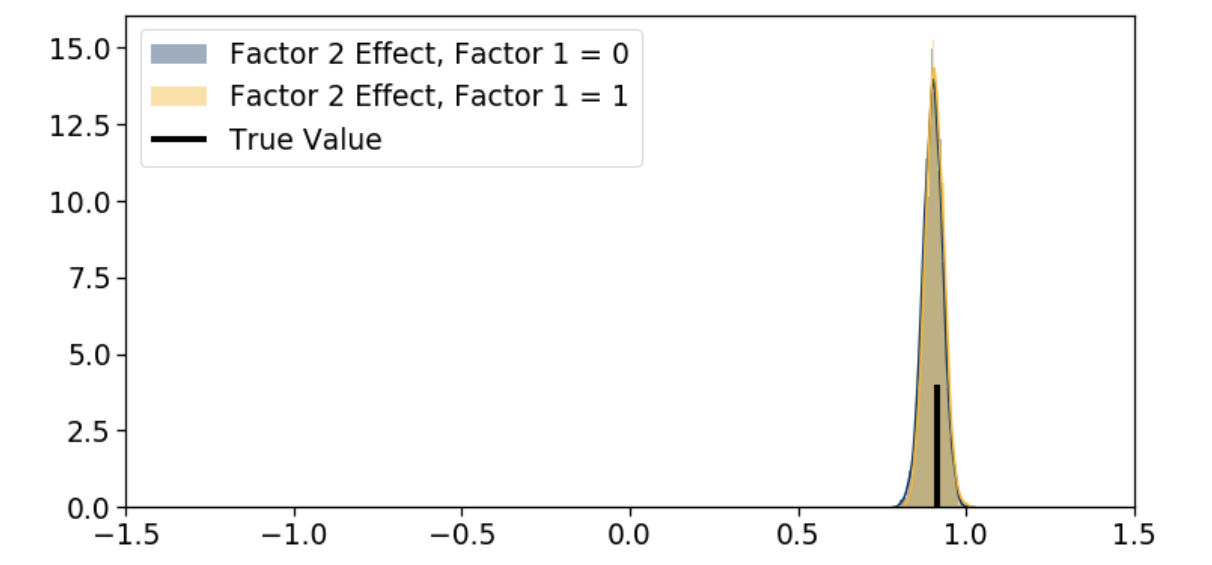 15.0
12.5
10.0
7.5
5.0
2.5
0.0
Factor 2 Effect, Factor 1 = 0
Factor 2 Effect, Factor 1 = 1
True Value
−1.5 −1.0 −0.5 0.0 0.5 1.0 1.5